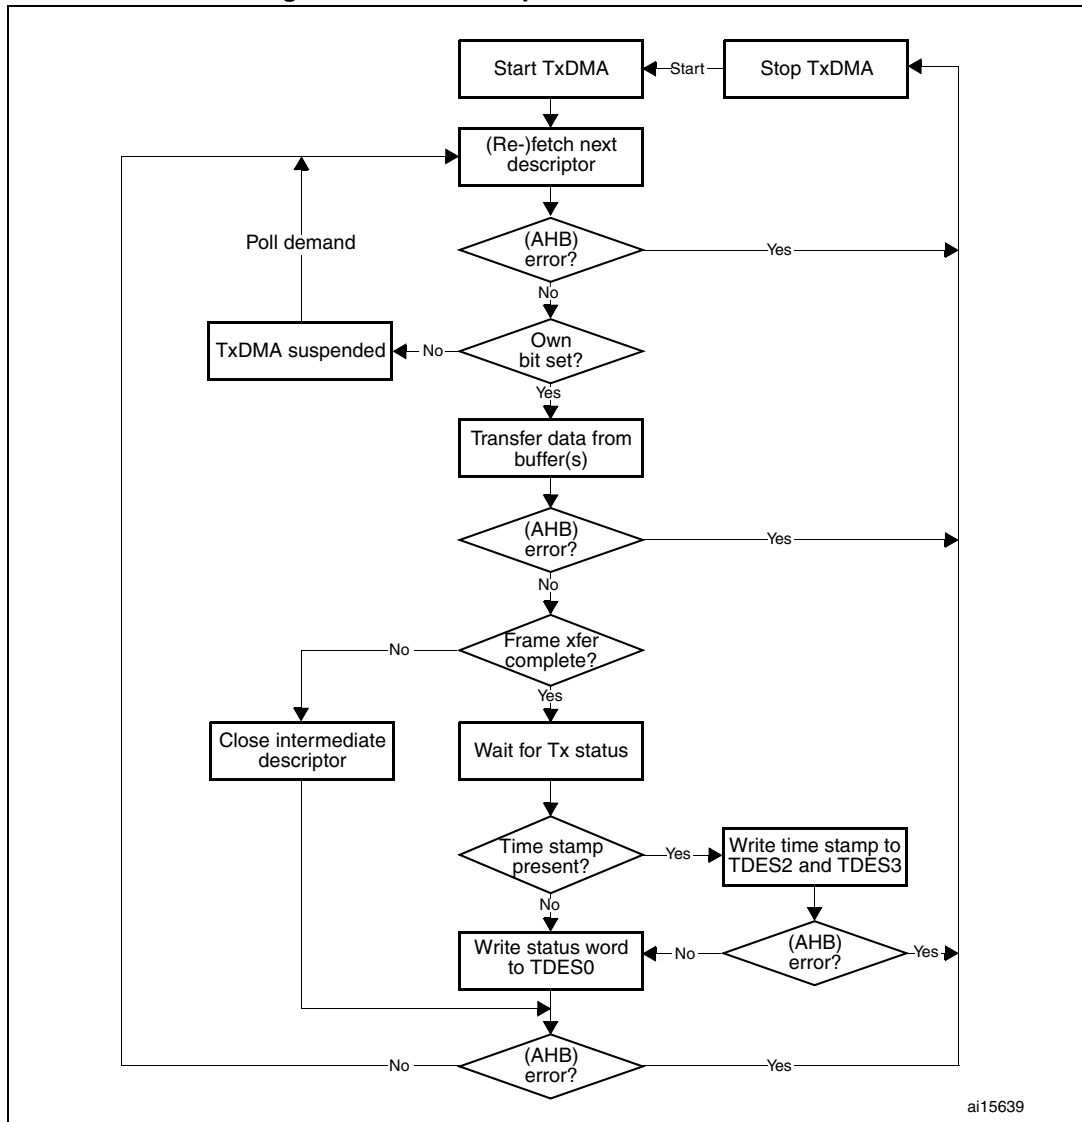 Start TxDMA
Start
Stop TxDMA
(Re-)fetch next
descriptor
(AHB)
error?
Yes
Poll demand
No
TxDMA suspended
No
Own
bit set?
Yes
Transfer data from
buffer(s)
(AHB)
error?
Yes
No
No
Frame xfer
complete?
Yes
Close intermediate
descriptor
Wait for Tx status
Time stamp
present?
Yes
Write time stamp to
TDES2 and TDES3
No
Write status word
to TDES0
No
(AHB)
error?
Yes
No
(AHB)
error?
Yes
ai15639